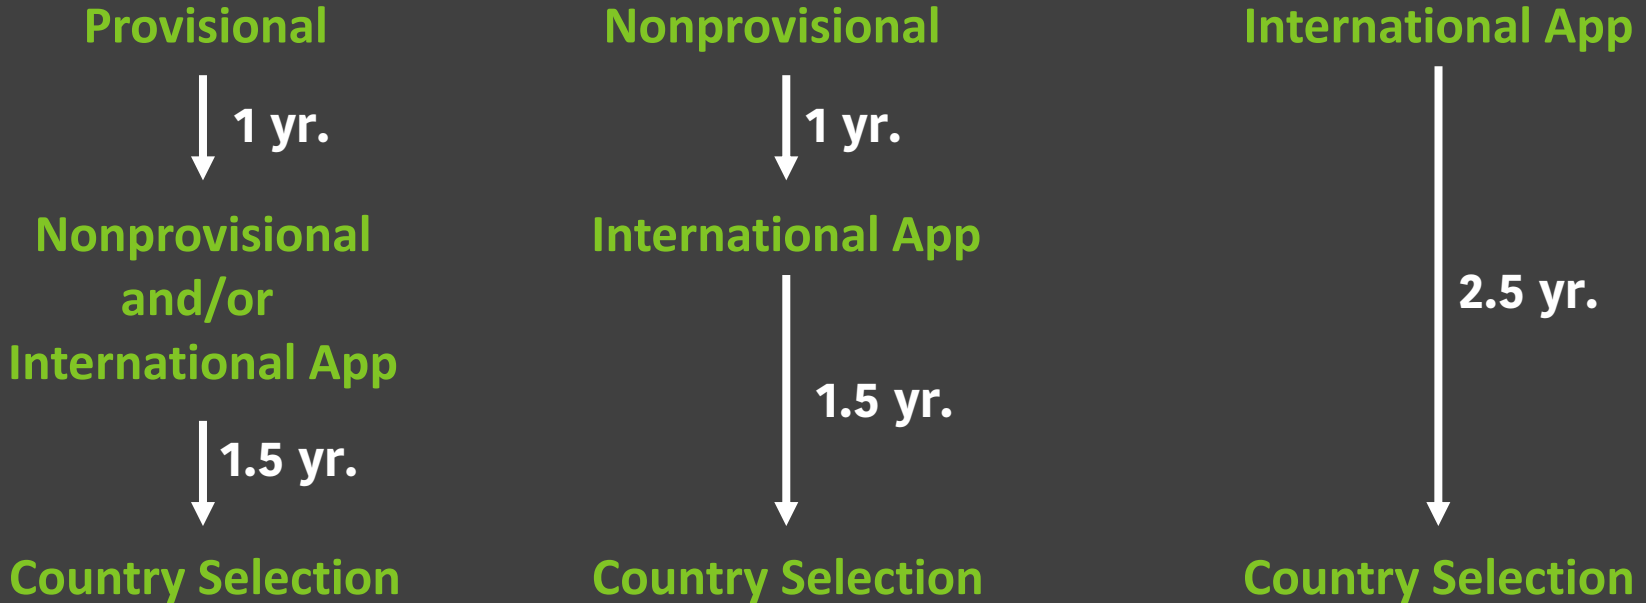 Provisional
1 yr.
Nonprovisional
and/or
International App
1.5 yr.
Country Selection
Nonprovisional
1 yr.
International App
1.5 yr.
Country Selection
International App
2.5 yr.
Country Selection